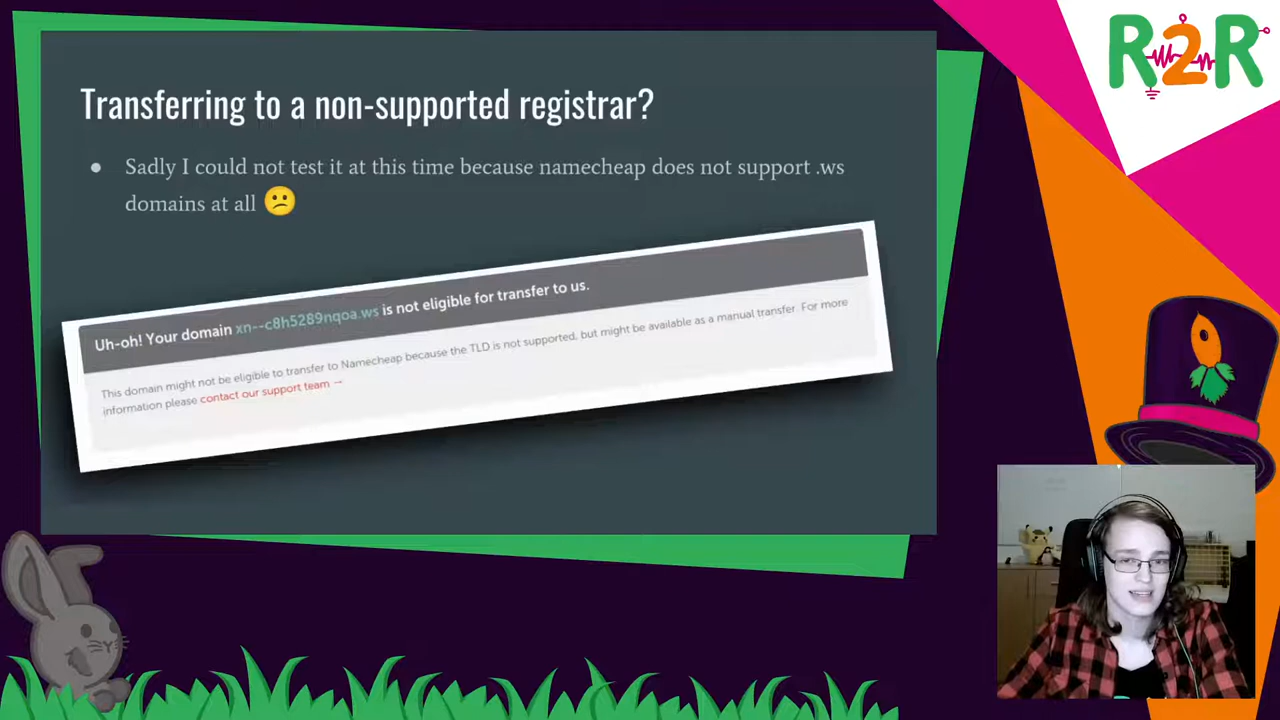 R2R
Transferring to a non-supported registrar?
● Sadly I could not test it at this time because namecheap does not support .ws
domains at all 😕
Uh-oh! Your domain xn--c8h5289nqoa.ws is not eligible for transfer to us.
This domain might not be eligible to transfer to Namecheap because the TLD is not supported, but might be available as a manual transfer. For more
information please contact our support team →